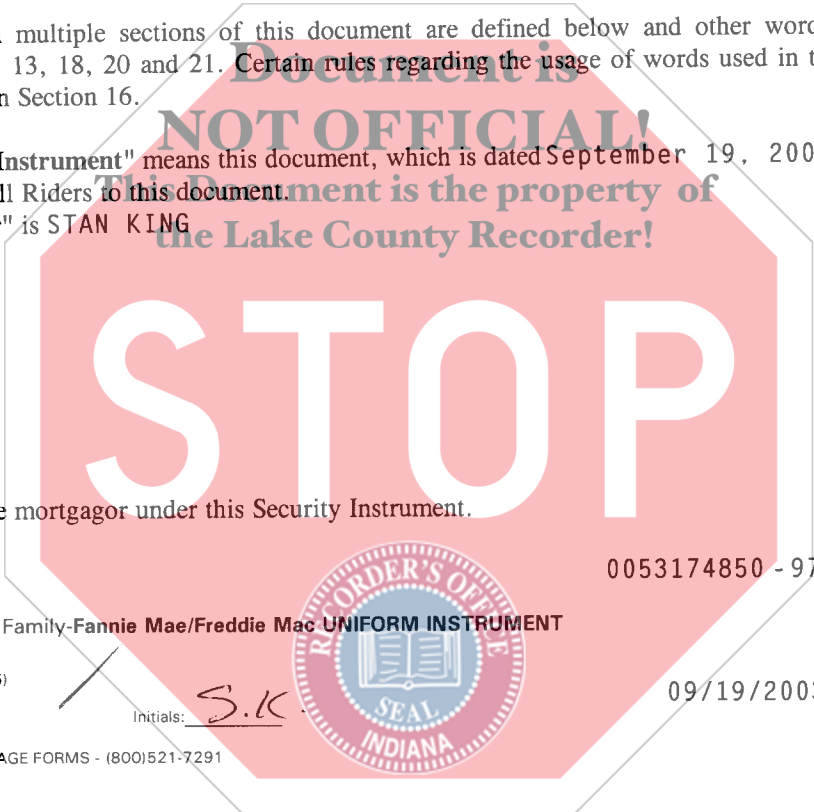 multiple sections of this document are defined below and other word
13, 18, 20 and 21. Certain rules regarding the usage of words used in t
n Section 16.
Document is
NOT OFFICIAL!
This Document is the property of
the Lake County Recorder!
Instrument" means this document, which is dated September 19, 200
ll Riders to this document.
" is STAN KING
STOP
e mortgagor under this Security Instrument.
0053174850 - 97
Family-Fannie Mae/Freddie Mac UNIFORM INSTRUMENT
Initials: S.K.
09/19/2003
AGE FORMS - (800)521-7291
RECORDER'S OFFICE
SEAL
INDIANA